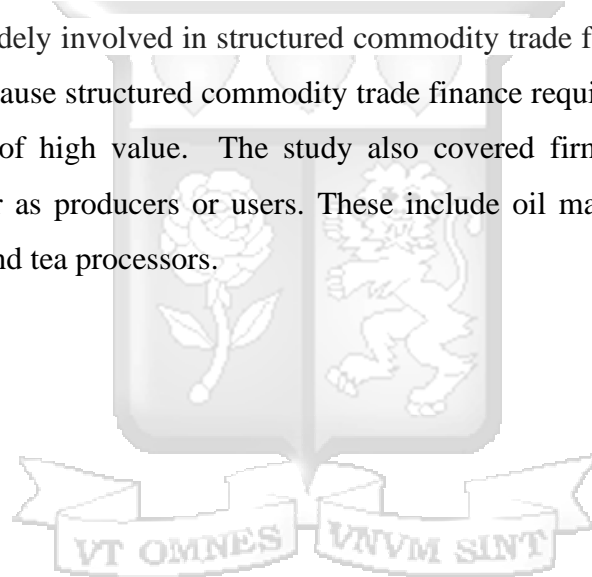 dely involved in structured commodity trade f
ause structured commodity trade finance requi
of high value. The study also covered firm
r as producers or users. These include oil ma
nd tea processors.
VT OMNES VNVM SINT